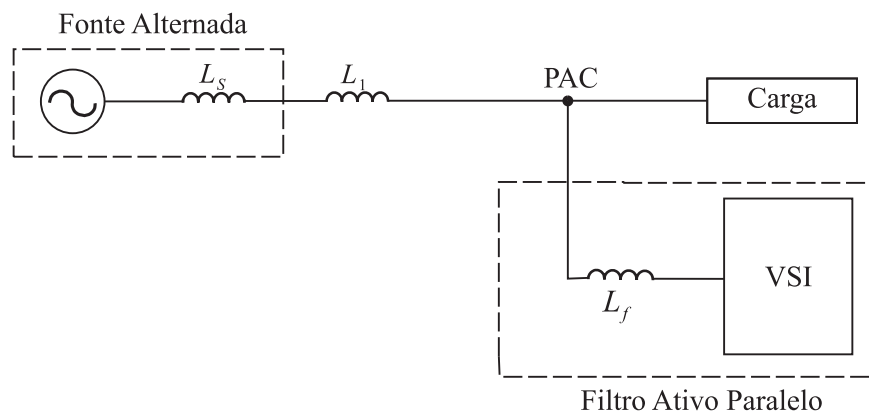 Fonte Alternada
L_S
L_1
PAC
Carga
VSI
L_f
Filtro Ativo Paralelo